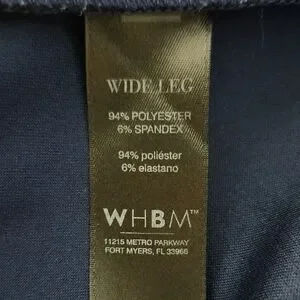 WIDE LEG
94% POLYESTER
6% SPANDEX
94% poliéster
6% elastano
WHBM™
11215 METRO PARKWAY
FORT MYERS, FL 33966